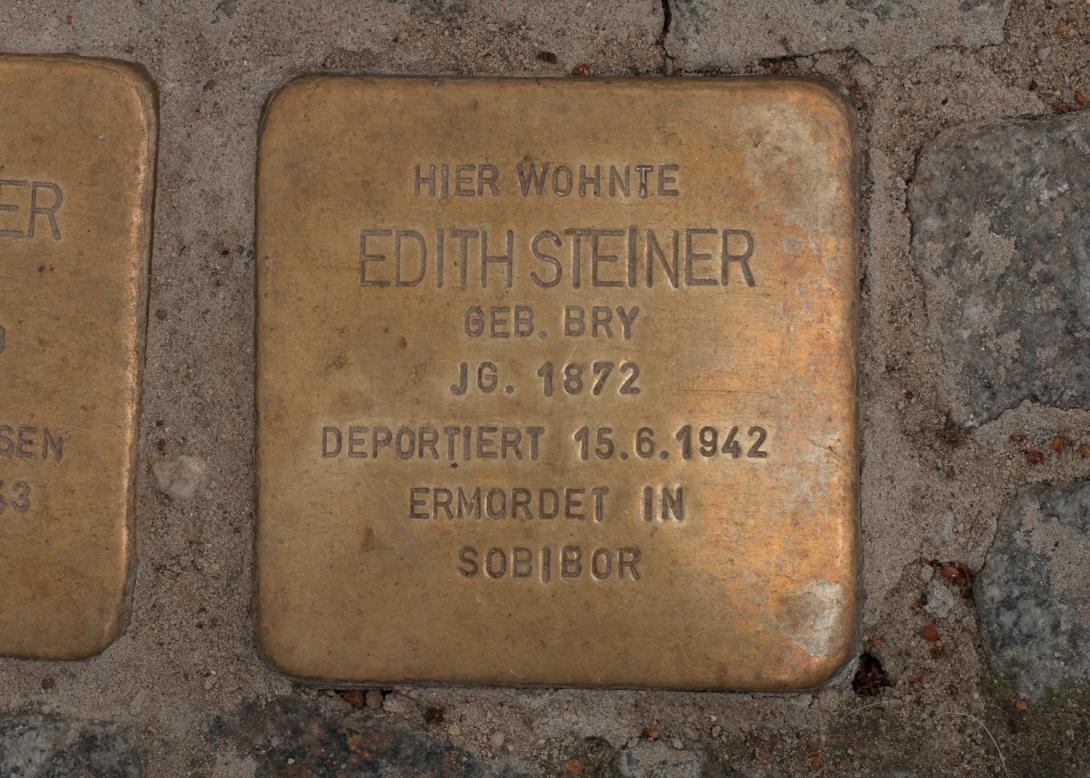 HIER WOHNTE
EDITH STEINER
GEB. BRY
JG. 1872
DEPORTIERT 15.6.1942
ERMORDET IN
SOBIBOR